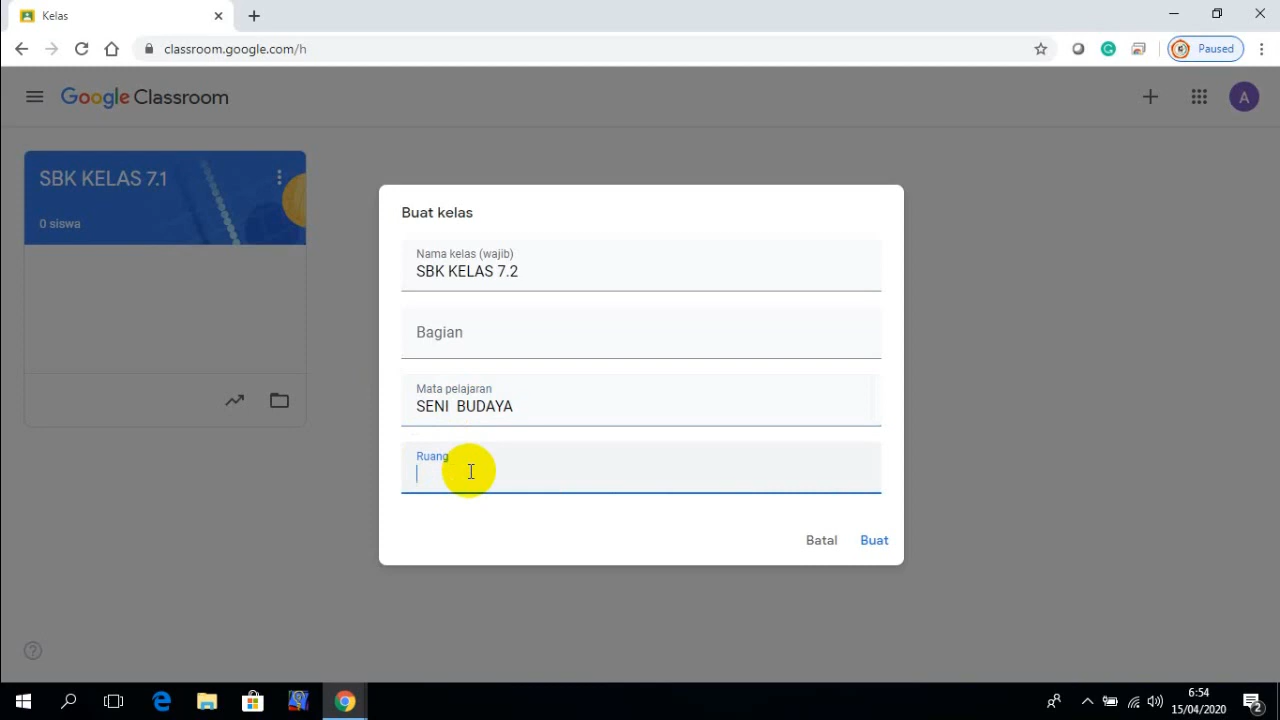 Kelas
classroom.google.com/h
Paused
Google Classroom
A
SBK KELAS 7.1
0 siswa
Buat kelas
Nama kelas (wajib)
SBK KELAS 7.2
Bagian
Mata pelajaran
SENI  BUDAYA
Ruang
Batal
Buat
6:54
15/04/2020
2